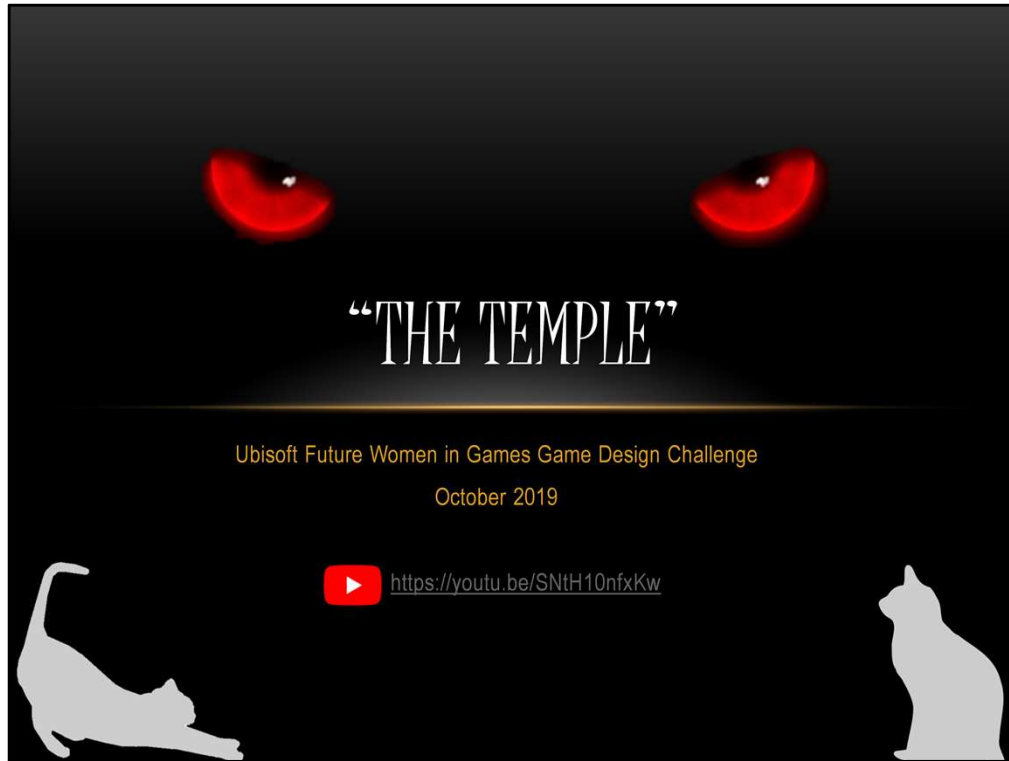 “THE TEMPLE”
Ubisoft Future Women in Games Game Design Challenge
October 2019
https://youtu.be/SNtH10nfxKw